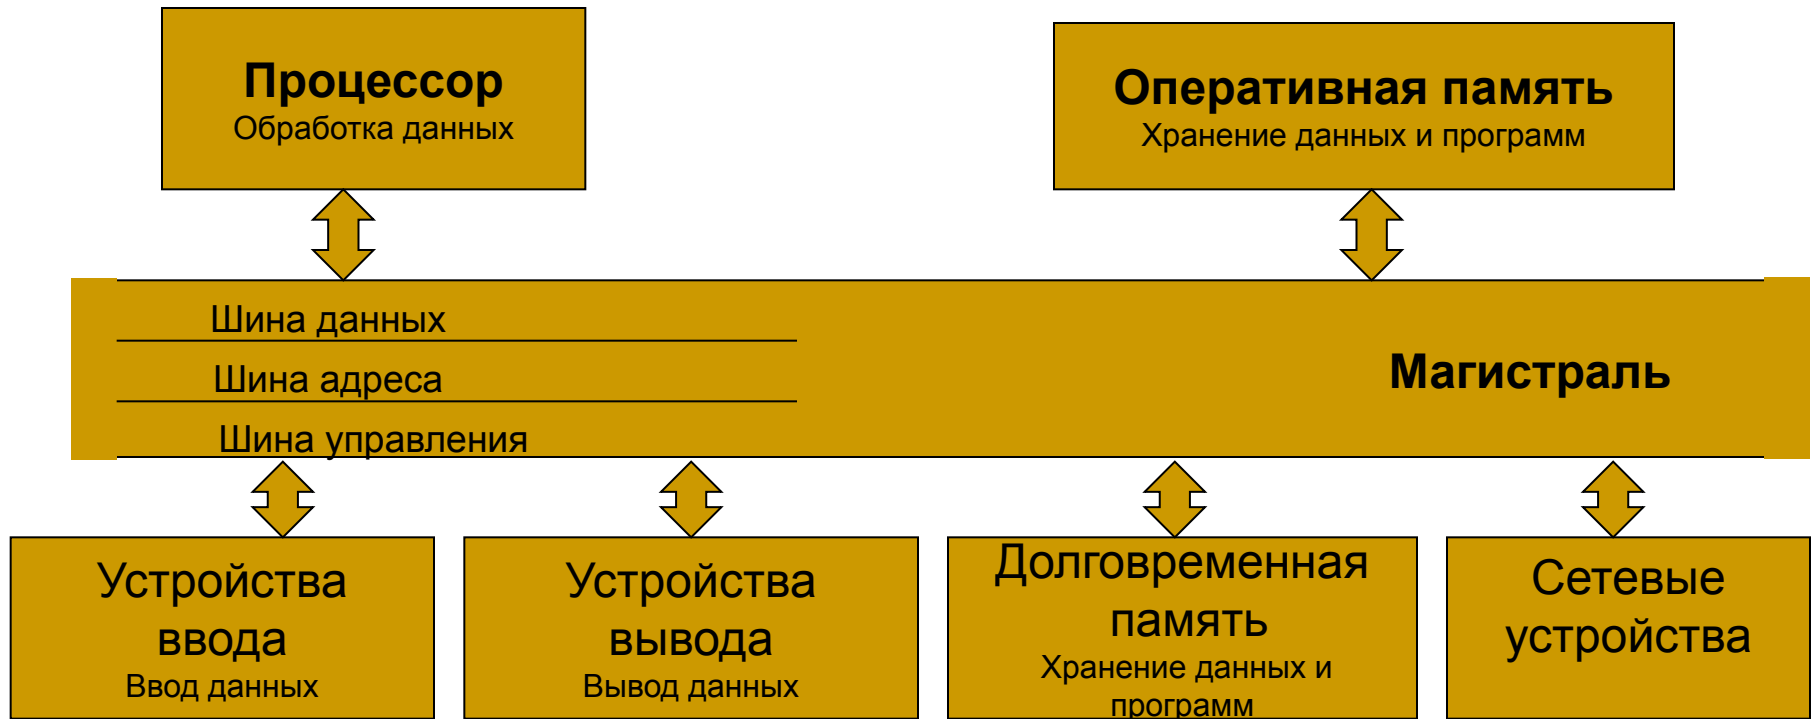 Процессор
Обработка данных
Оперативная память
Хранение данных и программ
Шина данных
Шина адреса
Шина управления
Магистраль
Устройства
ввода
Ввод данных
Устройства
вывода
Вывод данных
Долговременная
память
Хранение данных и
программ
Сетевые
устройства